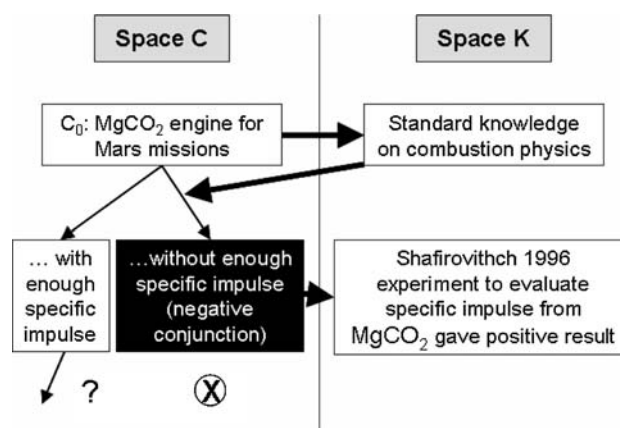 Space C
Space K
C₀: MgCO₂ engine for
Mars missions
Standard knowledge
on combustion physics
... with
enough
specific
impulse
...without enough
specific impulse
(negative
conjunction)
Shafirovithch 1996
experiment to evaluate
specific impulse from
MgCO₂ gave positive result
?
X